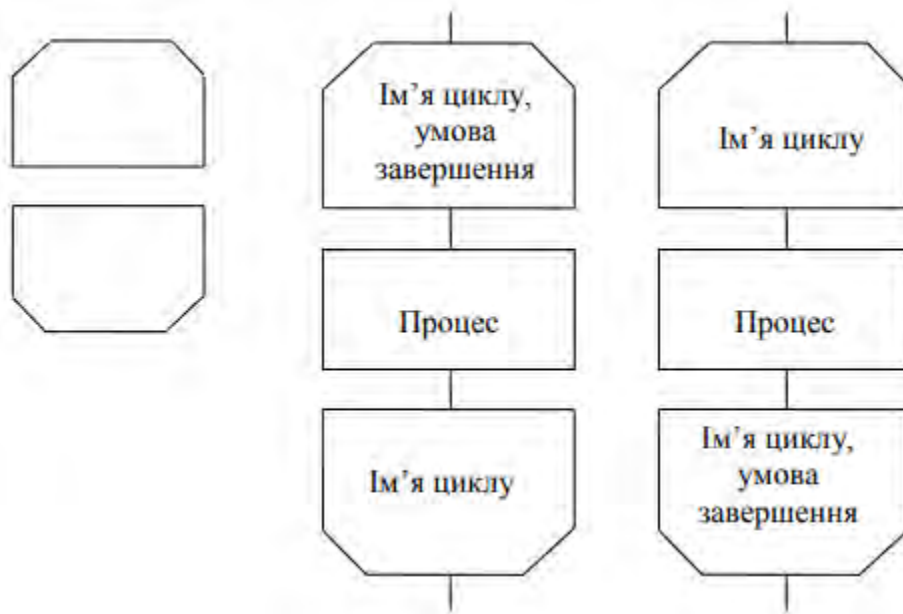 Ім’я циклу,
умова
завершення
Процес
Ім’я циклу
Ім’я циклу
Процес
Ім’я циклу,
умова
завершення